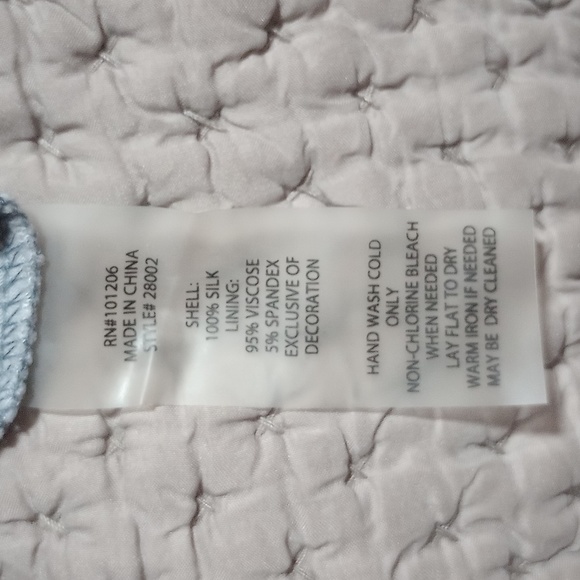 RN#101206
MADE IN CHINA
STYLE# 28002
SHELL:
100% SILK
LINING:
95% VISCOSE
5% SPANDEX
EXCLUSIVE OF
DECORATION
HAND WASH COLD
ONLY
NON-CHLORINE BLEACH
WHEN NEEDED
LAY FLAT TO DRY
WARM IRON IF NEEDED
MAY BE DRY CLEANED